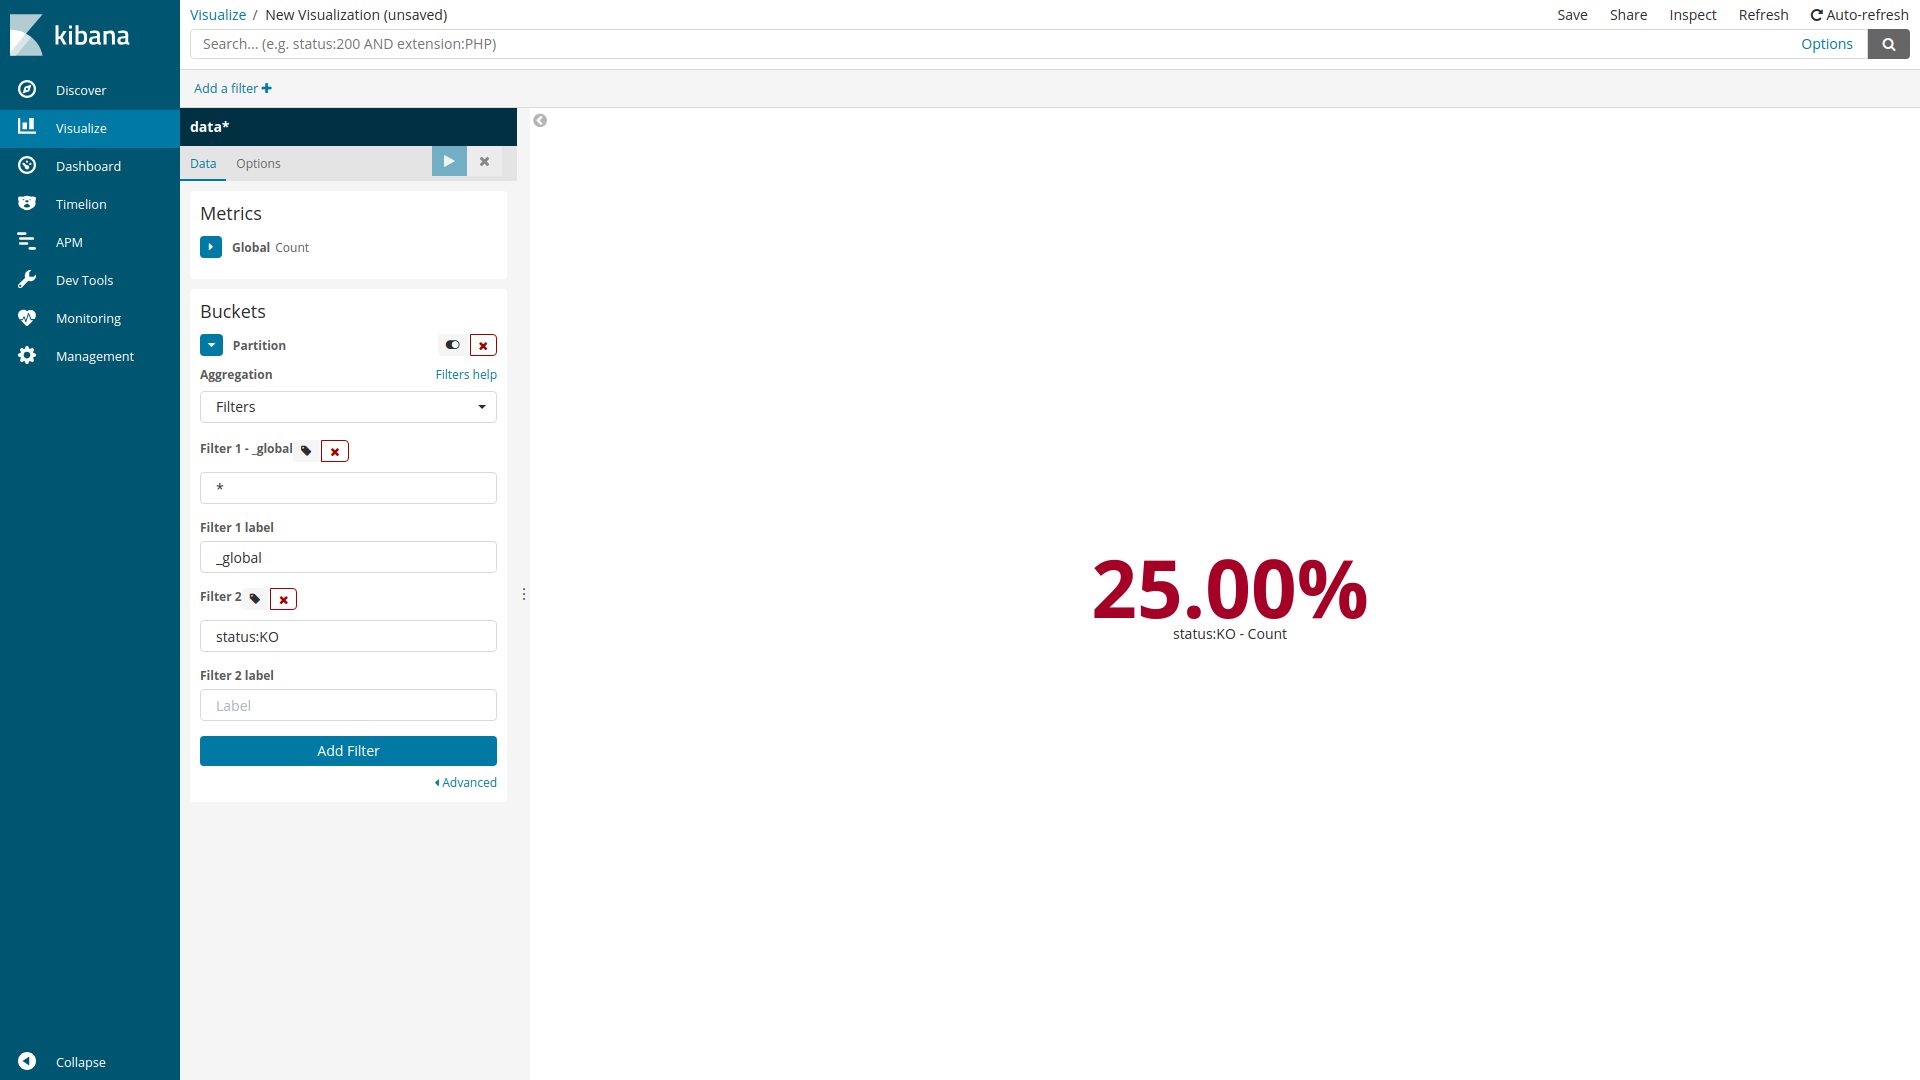 kibana
Discover
Visualize
Dashboard
Timelion
APM
Dev Tools
Monitoring
Management
Collapse
Visualize / New Visualization (unsaved)
Save Share Inspect Refresh Auto-refresh
Search... (e.g. status:200 AND extension:PHP)
Options
Add a filter
data*
Data Options
Metrics
Global Count
Buckets
Partition
Aggregation Filters help
Filters
Filter 1 - _global
*
Filter 1 label
_global
Filter 2
status:KO
Filter 2 label
Label
Add Filter
Advanced
25.00%
status:KO - Count